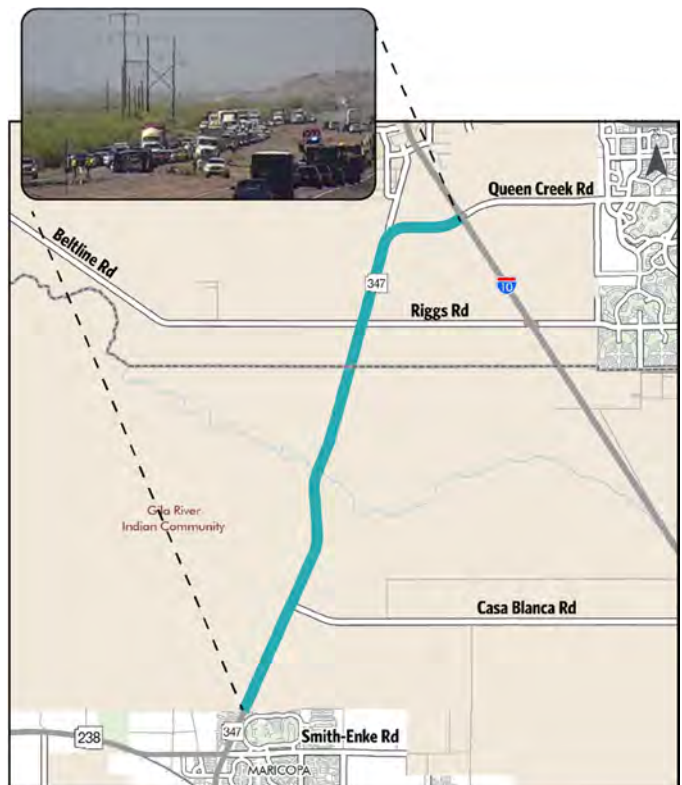 Queen Creek Rd
Beltline Rd
347
10
Riggs Rd
Gila River
Indian Community
Casa Blanca Rd
347
238
Smith-Enke Rd
MARICOPA